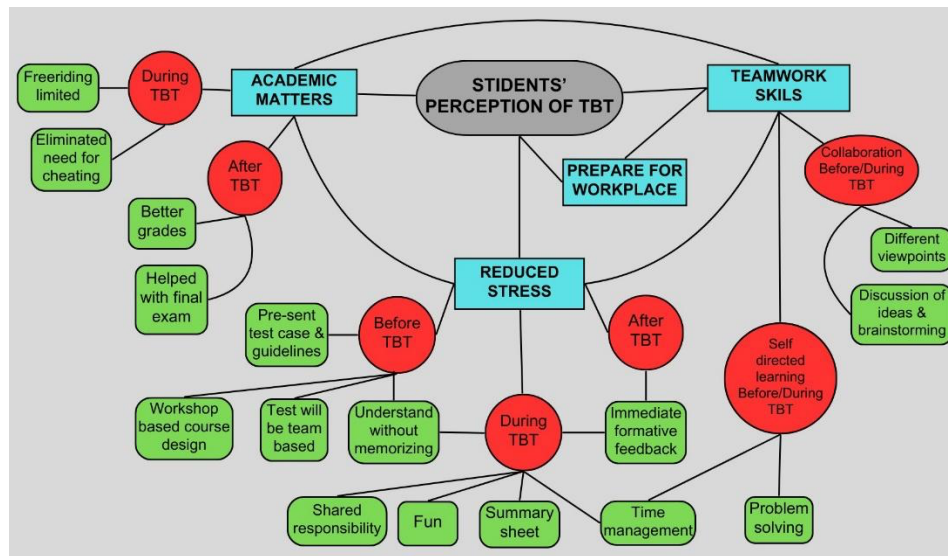 STIDENTS'
PERCEPTION OF TBT
ACADEMIC
MATTERS
TEAMWORK
SKILS
PREPARE FOR
WORKPLACE
REDUCED
STRESS
During
TBT
Freeriding
limited
Eliminated
need for
cheating
After
TBT
Better
grades
Helped
with final
exam
Collaboration
Before/During
TBT
Different
viewpoints
Discussion of
ideas &
brainstorming
Before
TBT
Pre-sent
test case &
guidelines
Workshop
based course
design
Test will
be team
based
Understand
without
memorizing
During
TBT
Shared
responsibility
Fun
Summary
sheet
Time
management
After
TBT
Immediate
formative
feedback
Self
directed
learning
Before/During
TBT
Problem
solving